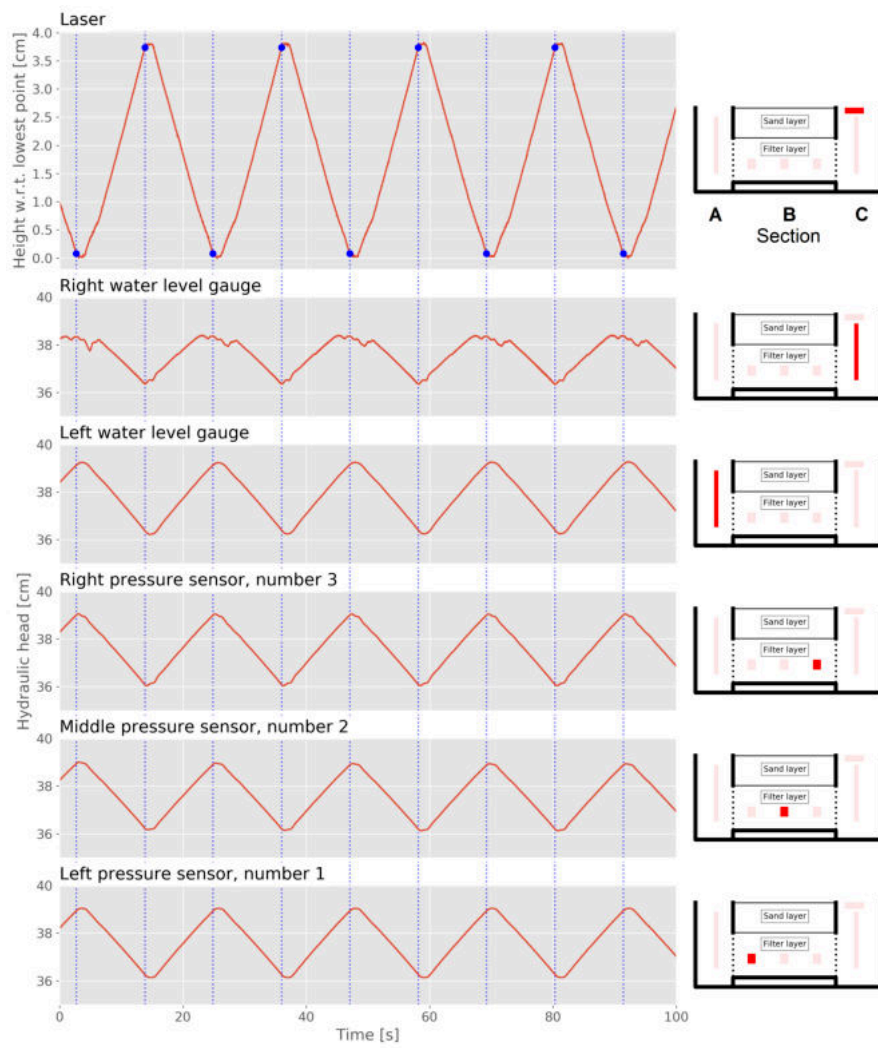 Laser
4.0
3.5
3.0
2.5
2.0
1.5
1.0
0.5
0.0
Height w.r.t. lowest point [cm]
Sand layer
Filter layer
A B C
Section
Right water level gauge
40
38
36
Sand layer
Filter layer
Left water level gauge
40
38
36
Sand layer
Filter layer
Right pressure sensor, number 3
40
38
36
Hydraulic head [cm]
Sand layer
Filter layer
Middle pressure sensor, number 2
40
38
36
Sand layer
Filter layer
Left pressure sensor, number 1
40
38
36
Sand layer
Filter layer
0 20 40 60 80 100
Time [s]